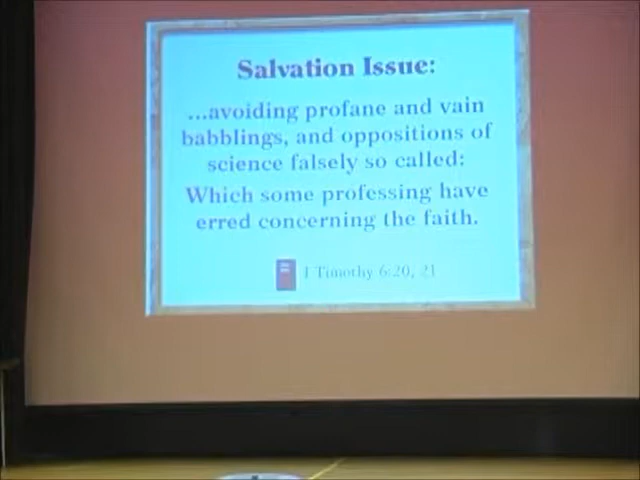 Salvation Issue:
...avoiding profane and vain
babblings, and oppositions of
science falsely so called:
Which some professing have
erred concerning the faith.
I Timothy 6:20, 21